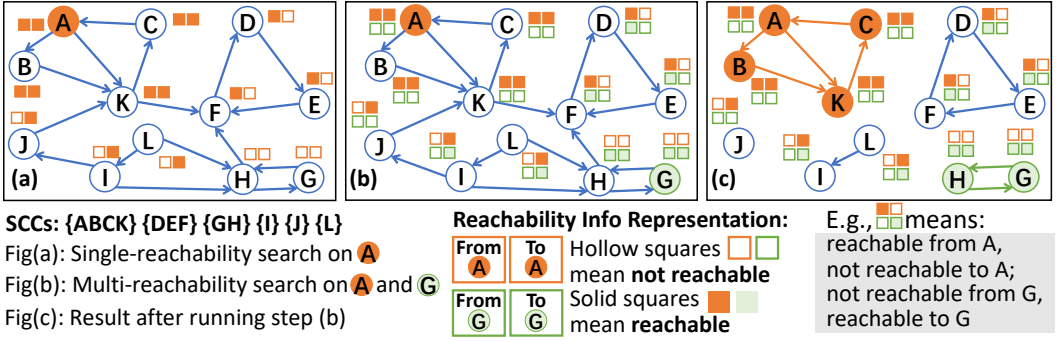 A C D
B E
K F
J L
I H G
(a)
A C D
B E
K F
J L
I H G
(b)
A C D
B E
K F
J L
I H G
(c)
SCCs: {ABCK} {DEF} {GH} {I} {J} {L}
Fig(a): Single-reachability search on A
Fig(b): Multi-reachability search on A and G
Fig(c): Result after running step (b)
Reachability Info Representation:
From A To A
Hollow squares
mean not reachable
From G To G
Solid squares
mean reachable
E.g., means:
reachable from A,
not reachable to A;
not reachable from G,
reachable to G